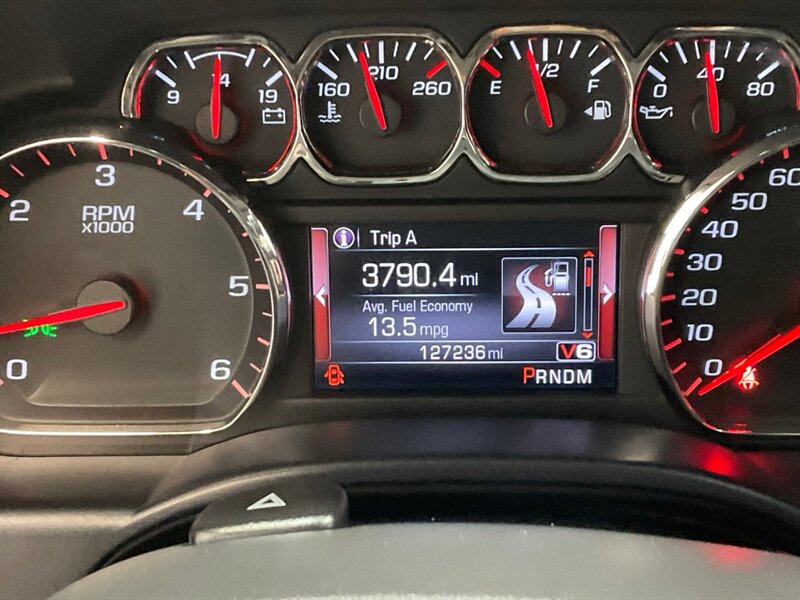 9 14 19
160 210 260
E 1/2 F
0 40 80
0 2 3 4 5 6
RPM
x1000
Trip A
3790.4 mi
Avg. Fuel Economy
13.5 mpg
127236 mi V6
PRNDM
0 10 20 30 40 50 60